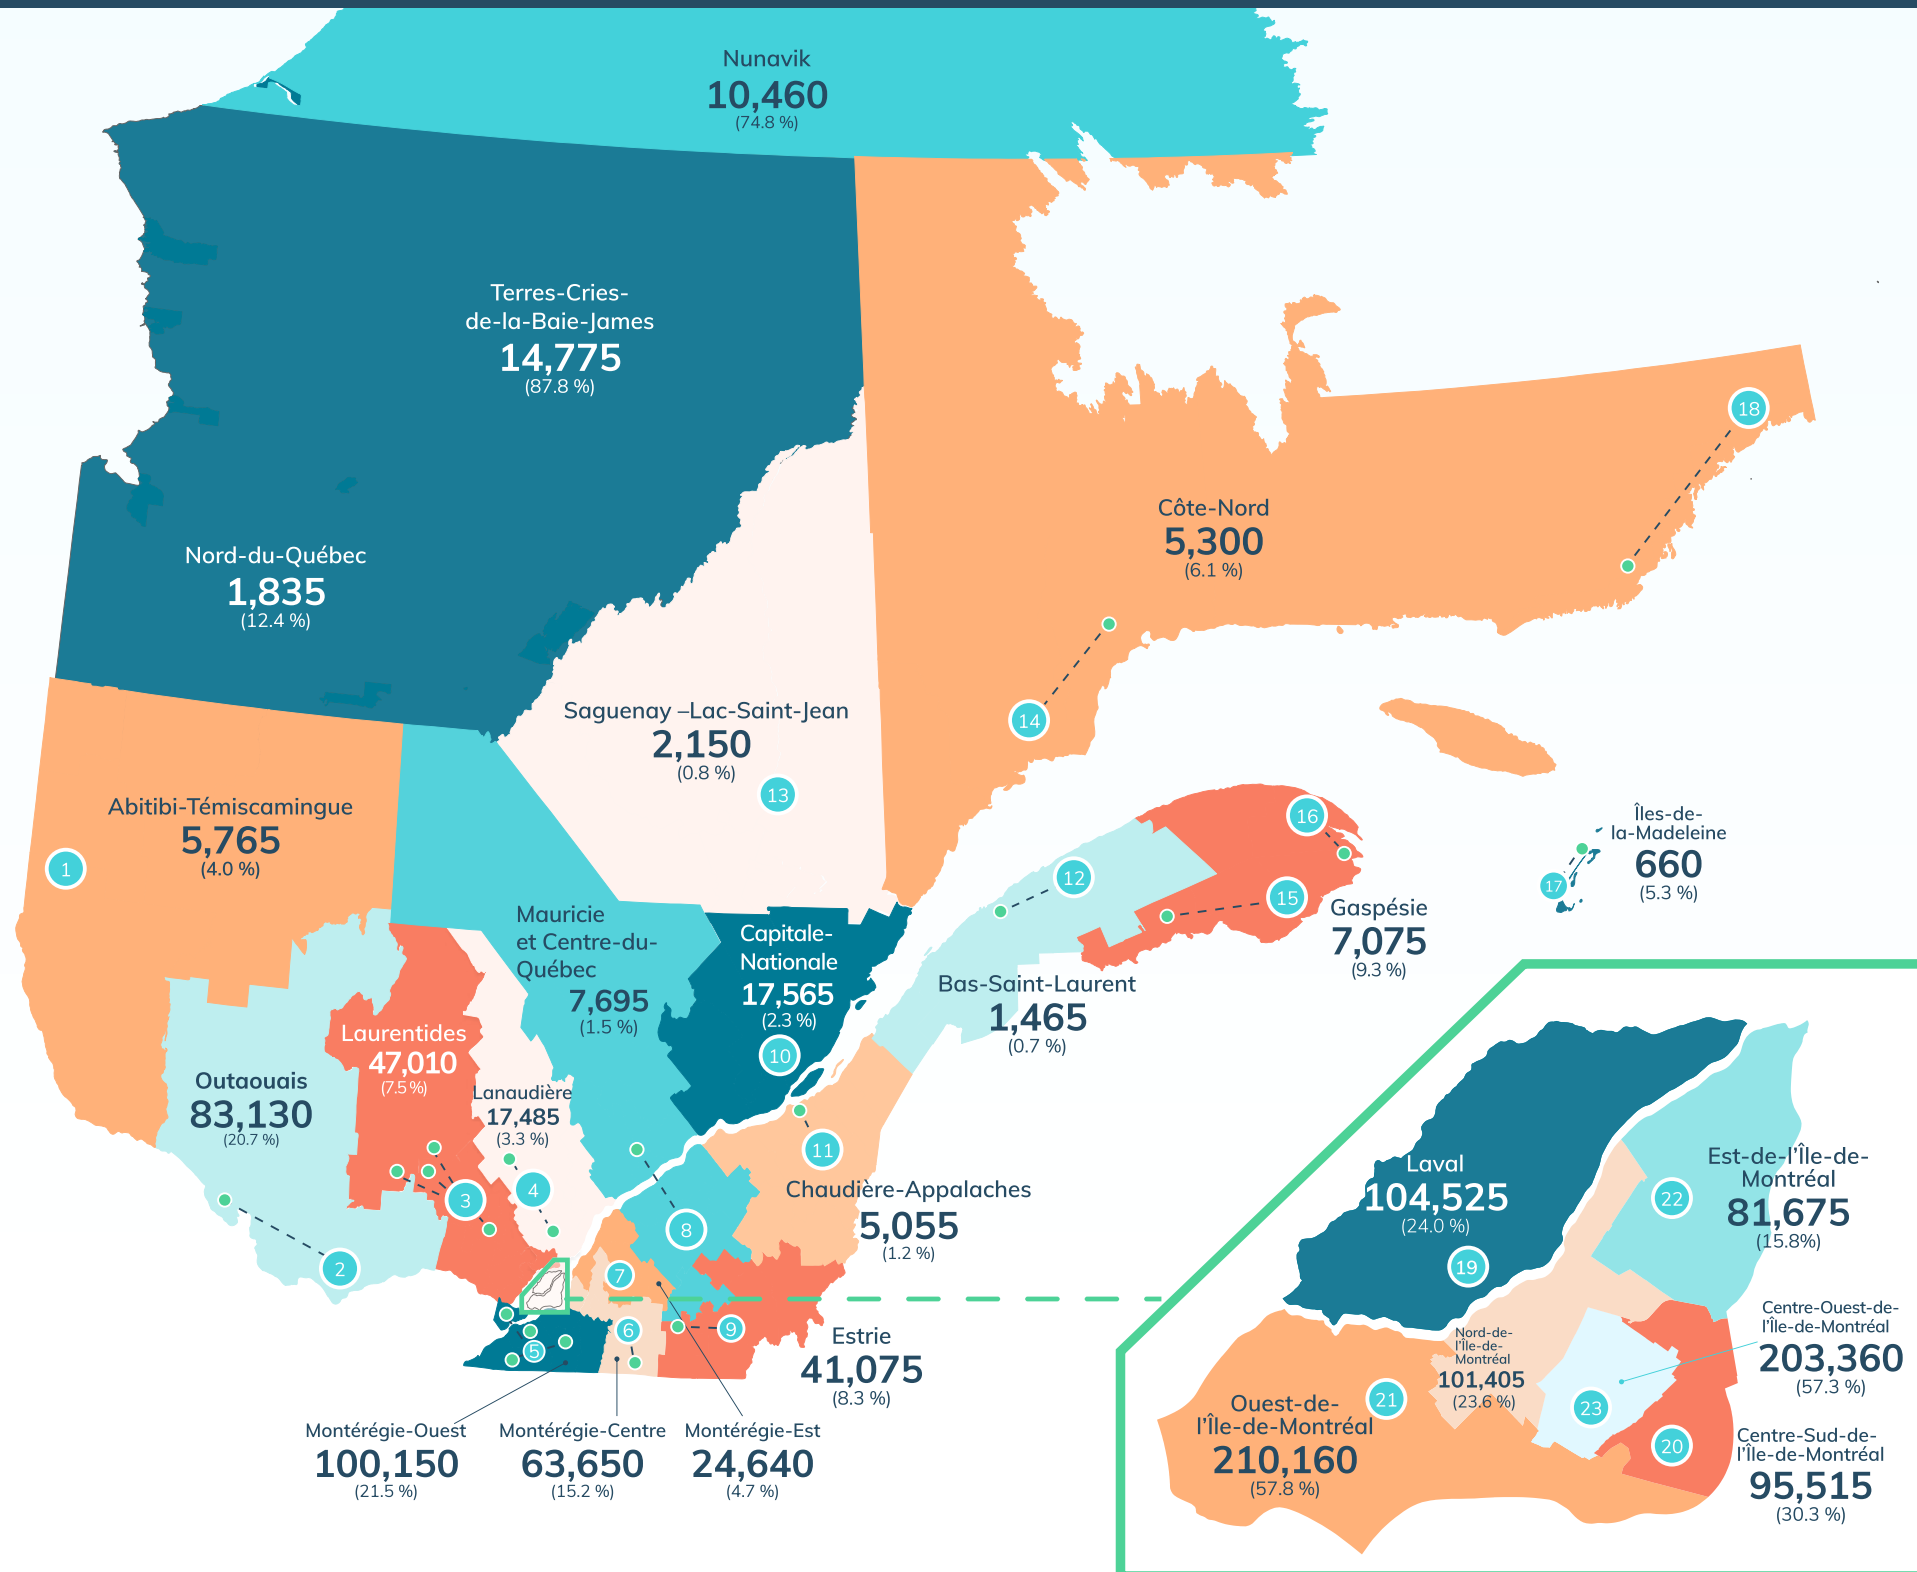 Nunavik
10,460
(74.8 %)
Terres-Cries-
de-la-Baie-James
14,775
(87.8 %)
Nord-du-Québec
1,835
(12.4 %)
Côte-Nord
5,300
(6.1 %)
18
14
Saguenay –Lac-Saint-Jean
2,150
(0.8 %)
13
Abitibi-Témiscamingue
5,765
(4.0 %)
1
16
12
15
Gaspésie
7,075
(9.3 %)
Îles-de-
la-Madeleine
660
(5.3 %)
17
Mauricie
et Centre-du-
Québec
7,695
(1.5 %)
Capitale-
Nationale
17,565
(2.3 %)
10
Bas-Saint-Laurent
1,465
(0.7 %)
Laurentides
47,010
(7.5 %)
Outaouais
83,130
(20.7 %)
Lanaudière
17,485
(3.3 %)
2
3
4
11
8
Chaudière-Appalaches
5,055
(1.2 %)
7
6
9
5
Estrie
41,075
(8.3 %)
Montérégie-Ouest
100,150
(21.5 %)
Montérégie-Centre
63,650
(15.2 %)
Montérégie-Est
24,640
(4.7 %)
Laval
104,525
(24.0 %)
19
22
Est-de-l’Île-de-
Montréal
81,675
(15.8%)
Centre-Ouest-de-
l’Île-de-Montréal
203,360
(57.3 %)
Nord-de-
l’Île-de-
Montréal
101,405
(23.6 %)
23
21
Ouest-de-
l’Île-de-Montréal
210,160
(57.8 %)
20
Centre-Sud-de-
l’Île-de-Montréal
95,515
(30.3 %)